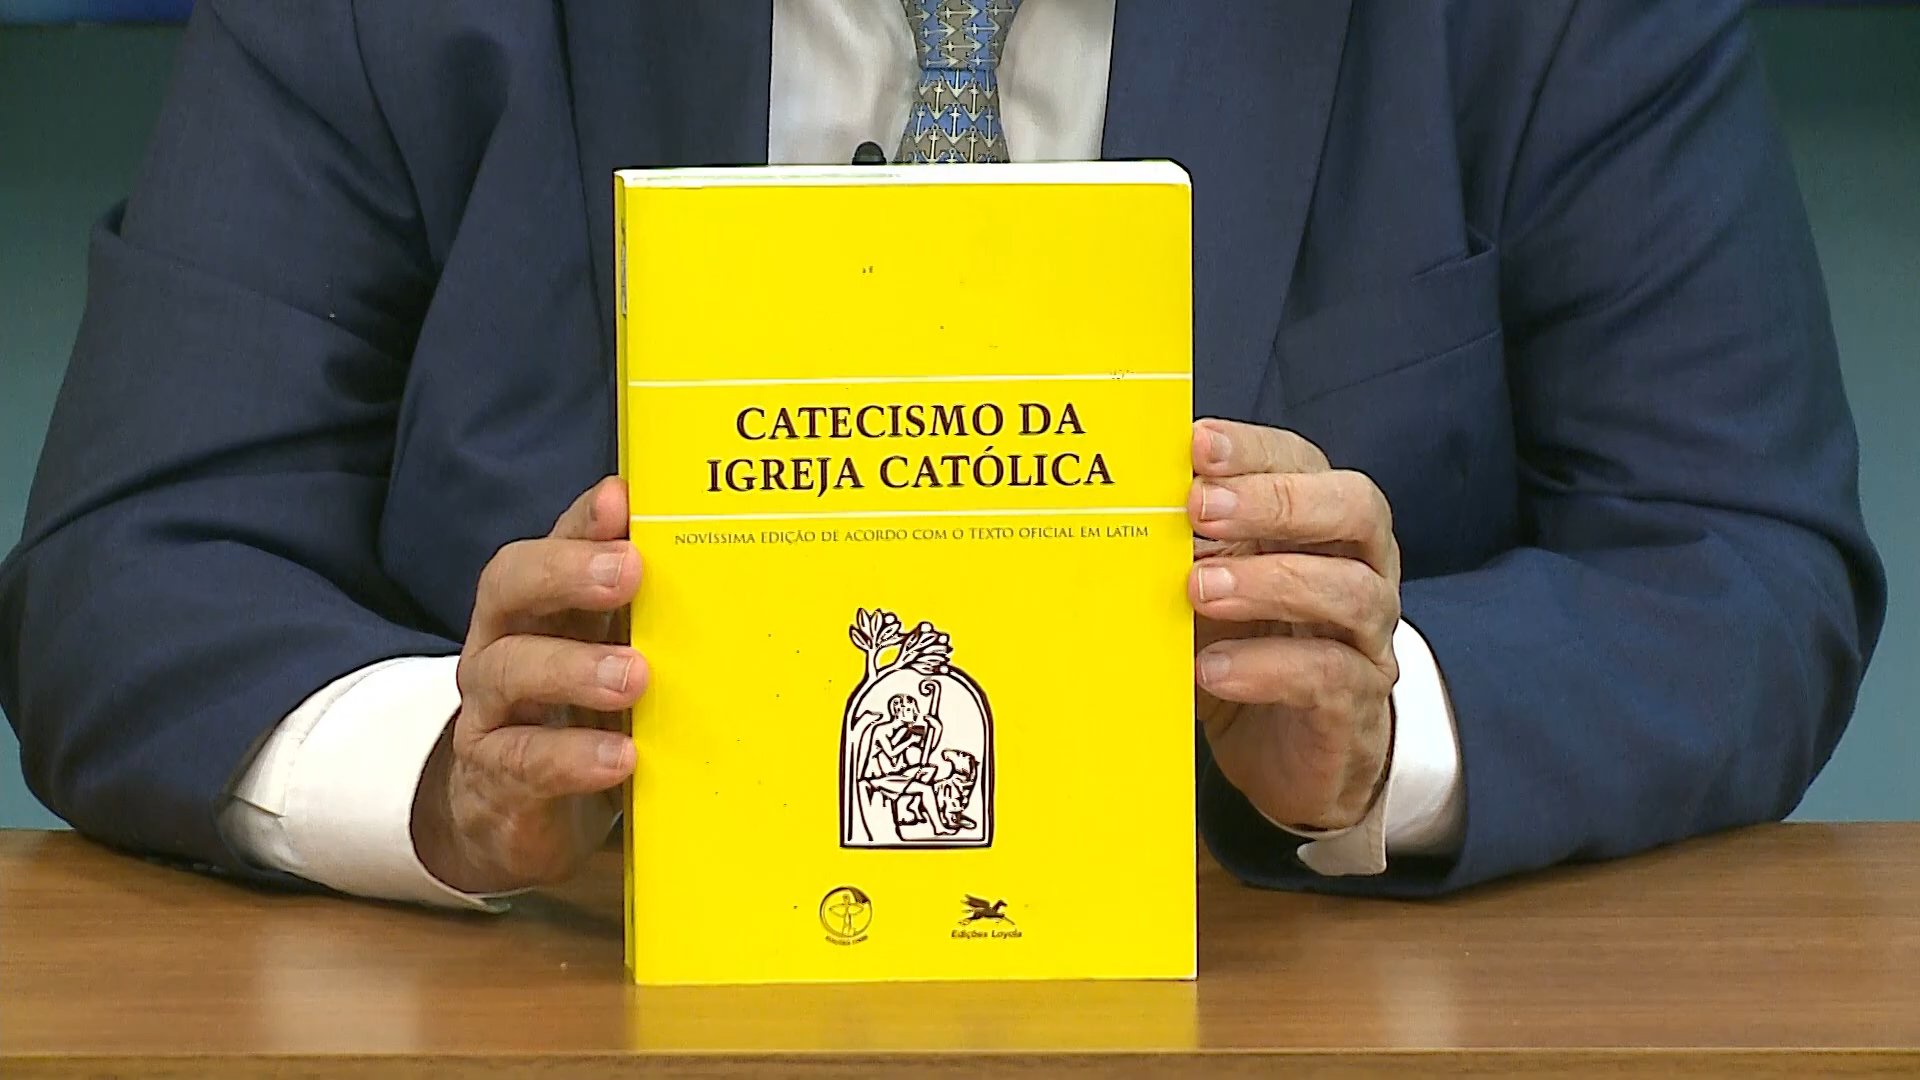 CATECISMO DA
IGREJA CATÓLICA
NOVÍSSIMA EDIÇÃO DE ACORDO COM O TEXTO OFICIAL EM LATIM
Edições Loyola